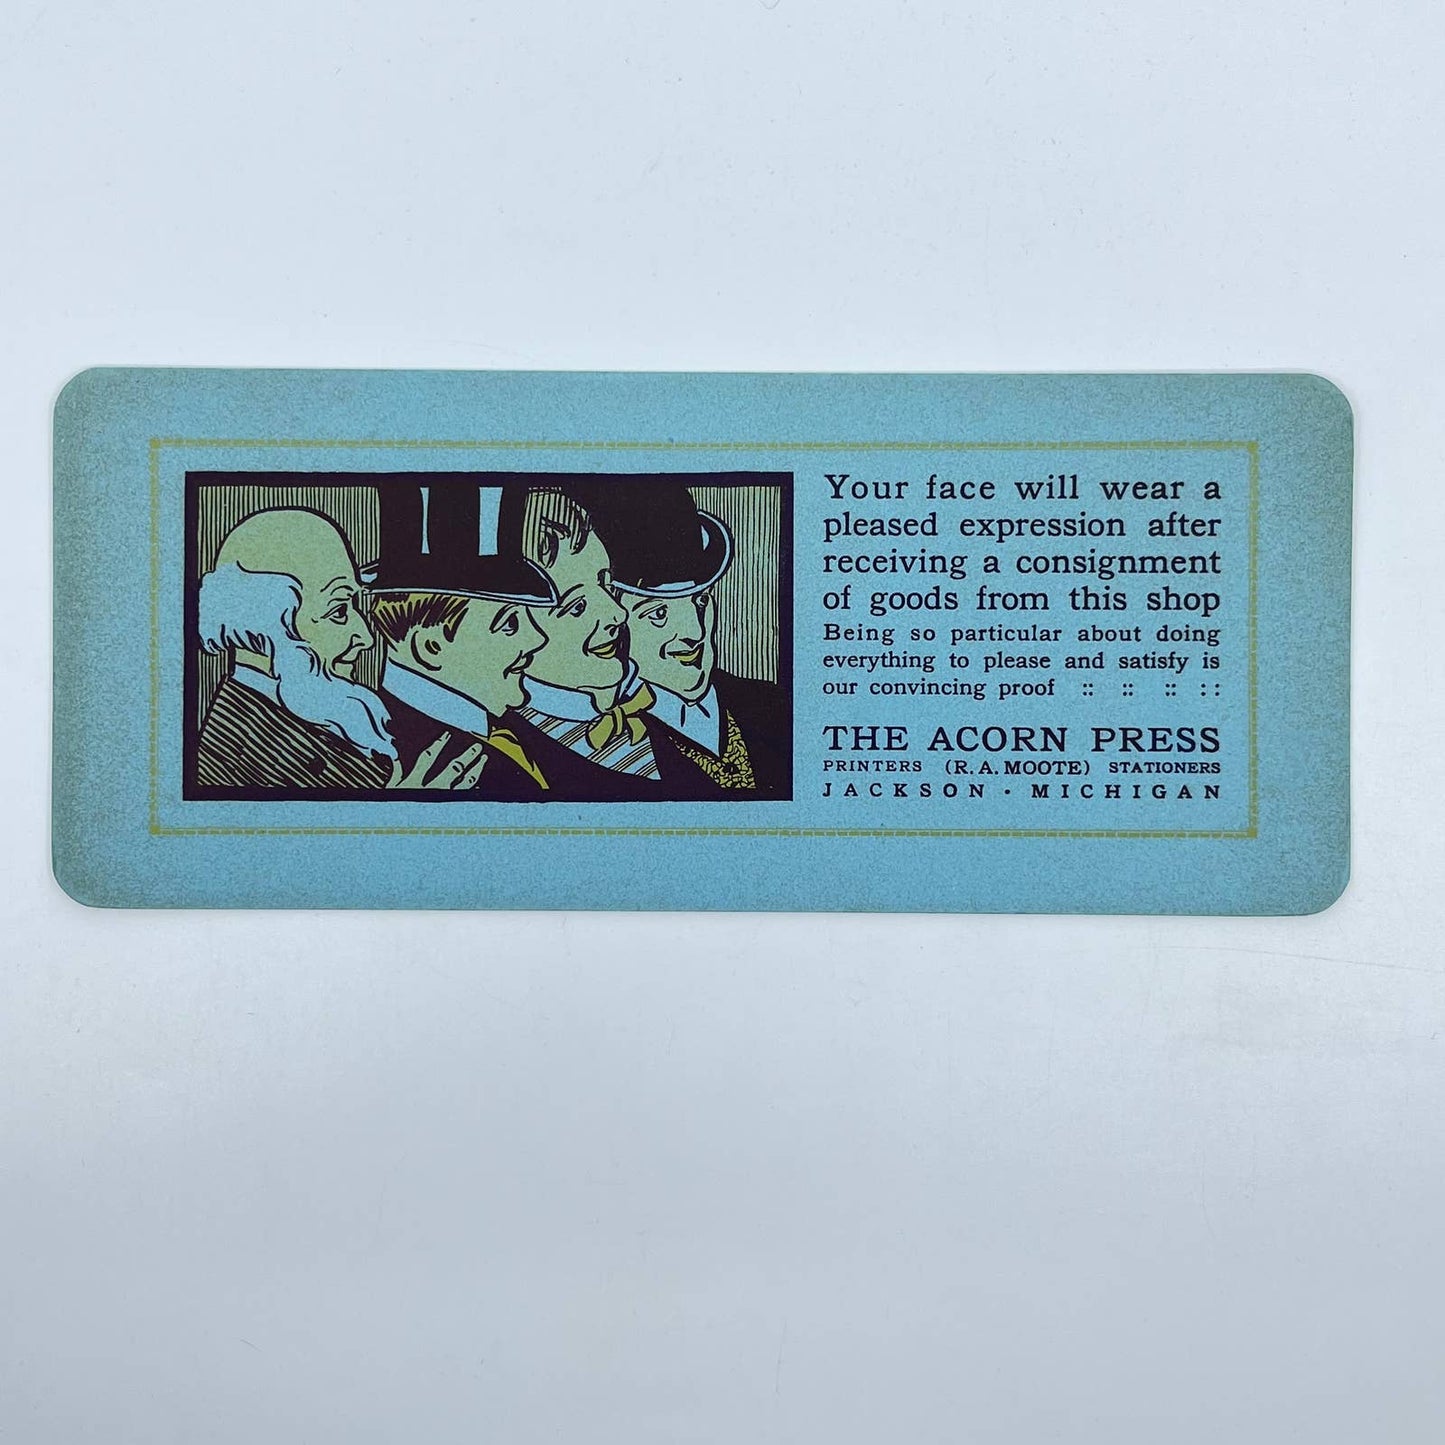 Your face will wear a
pleased expression after
receiving a consignment
of goods from this shop
Being so particular about doing
everything to please and satisfy is
our convincing proof :: :: :: ::
THE ACORN PRESS
PRINTERS (R. A. MOOTE) STATIONERS
JACKSON · MICHIGAN